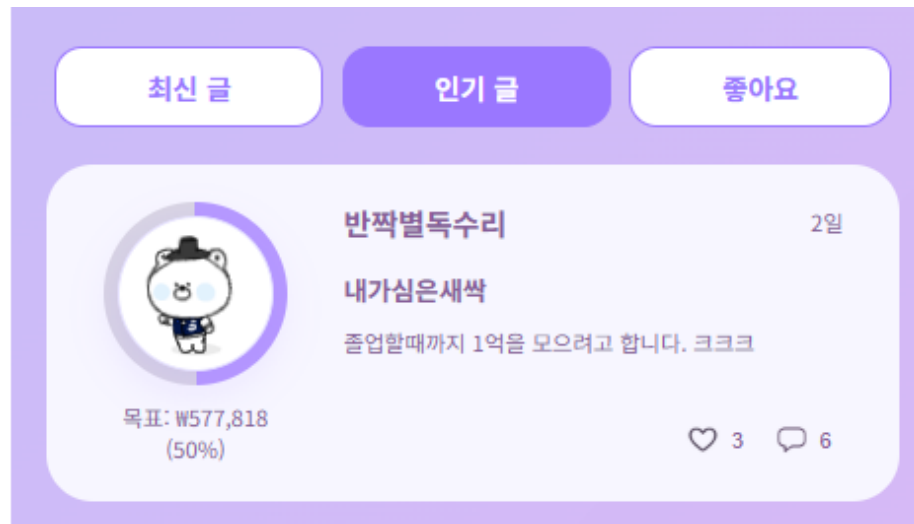 최신 글
인기 글
좋아요
반짝별독수리
2일
내가심은새싹
졸업할때까지 1억을 모으려고 합니다. 크크크
목표: ₩577,818
(50%)
3
6